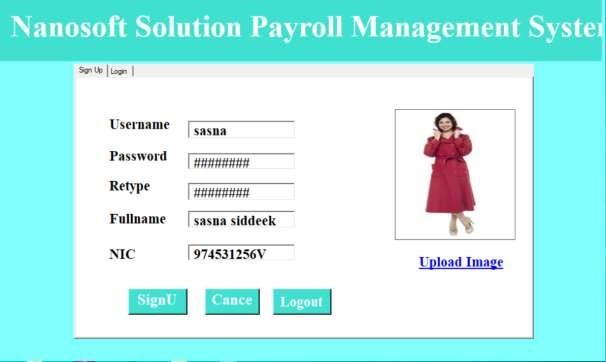 Nanosoft Solution Payroll Management System
Sign Up Login
Username sasna
Password ########
Retype ########
Fullname sasna siddeek
NIC 974531256V
Upload Image
SignU Cance Logout